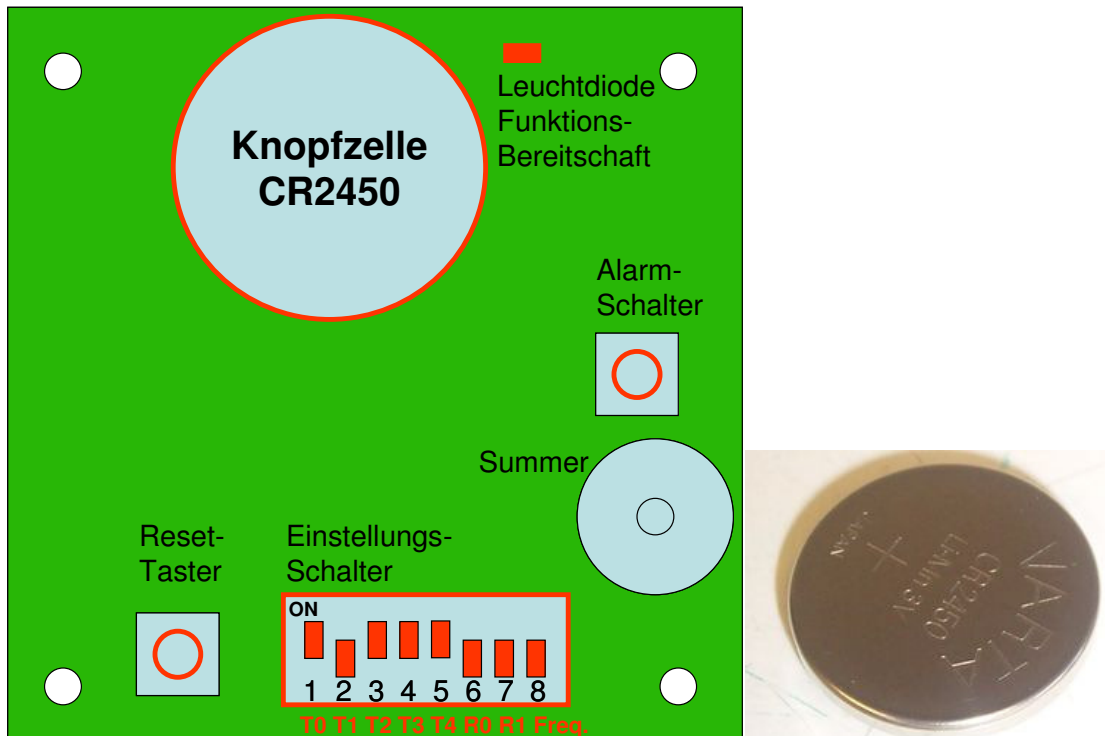 Leuchtdiode
Funktions-
Bereitschaft
Knopfzelle
CR2450
Alarm-
Schalter
Summer
Reset-
Taster
Einstellungs-
Schalter
ON
1 2 3 4 5 6 7 8
T0 T1 T2 T3 T4 R0 R1 Freq.
VARTA
CR2450
Li/Mn 3V
+
JAPAN